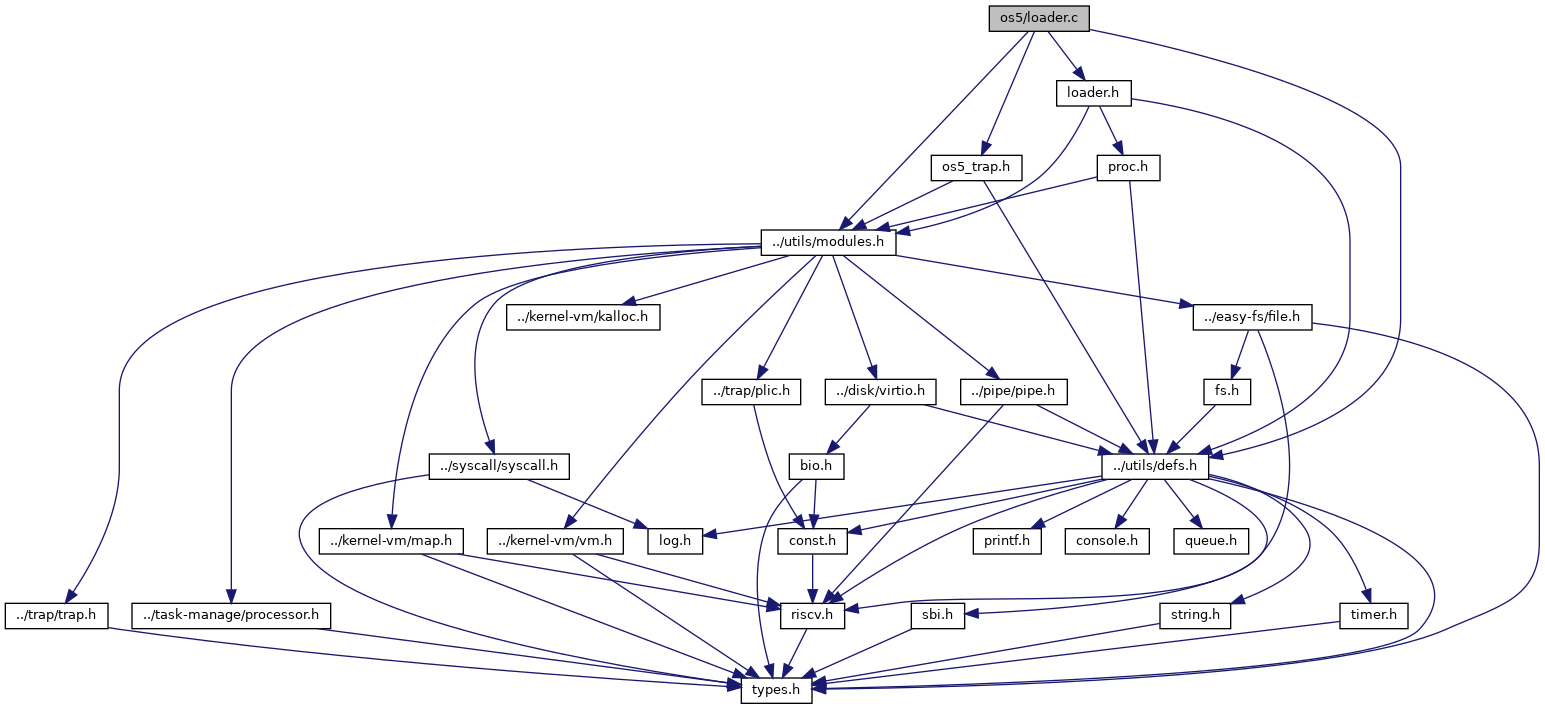 os5/loader.c
loader.h
os5_trap.h
proc.h
../utils/modules.h
../kernel-vm/kalloc.h
../easy-fs/file.h
../trap/plic.h
../disk/virtio.h
../pipe/pipe.h
fs.h
../syscall/syscall.h
bio.h
../utils/defs.h
../kernel-vm/map.h
../kernel-vm/vm.h
log.h
const.h
printf.h
console.h
queue.h
../trap/trap.h
../task-manage/processor.h
riscv.h
sbi.h
string.h
timer.h
types.h